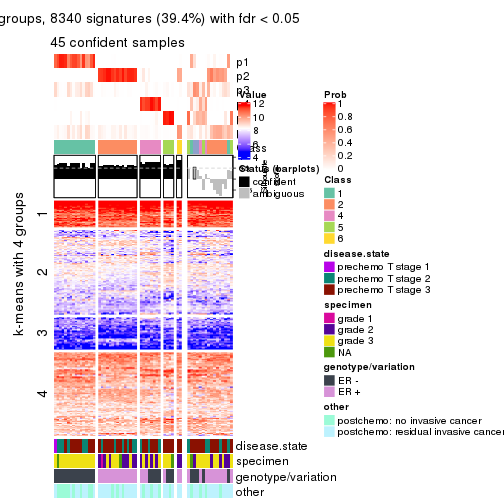 groups, 8340 signatures (39.4%) with fdr < 0.05
45 confident samples
p1
p2
p3
Value
12
10
8
6
4
Prob
1
0.8
0.6
0.4
0.2
0
Status (barplots)
confident
ambiguous
Class
1
2
4
5
6
k-means with 4 groups
1
2
3
4
disease.state
prechemo T stage 1
prechemo T stage 2
prechemo T stage 3
specimen
grade 1
grade 2
grade 3
NA
genotype/variation
ER -
ER +
other
postchemo: no invasive cancer
postchemo: residual invasive cancer
disease.state
specimen
genotype/variation
other